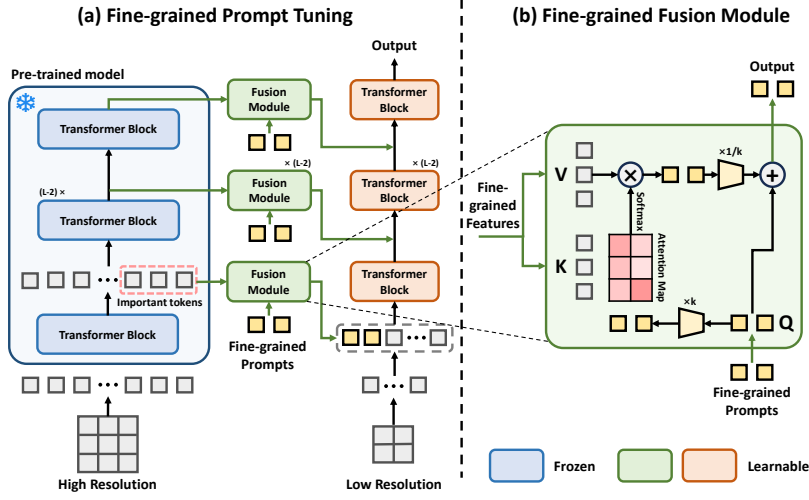 (a) Fine-grained Prompt Tuning
Pre-trained model
Transformer Block
(L-2) ×
Transformer Block
Important tokens
Transformer Block
High Resolution
Fusion
Module
× (L-2)
Fusion
Module
Fusion
Module
Fine-grained
Prompts
Output
Transformer
Block
× (L-2)
Transformer
Block
Transformer
Block
Low Resolution
(b) Fine-grained Fusion Module
Output
Fine-
grained
Features
V
K
×
Softmax
Attention Map
×1/k
+
×k
Q
Fine-grained
Prompts
Frozen
Learnable